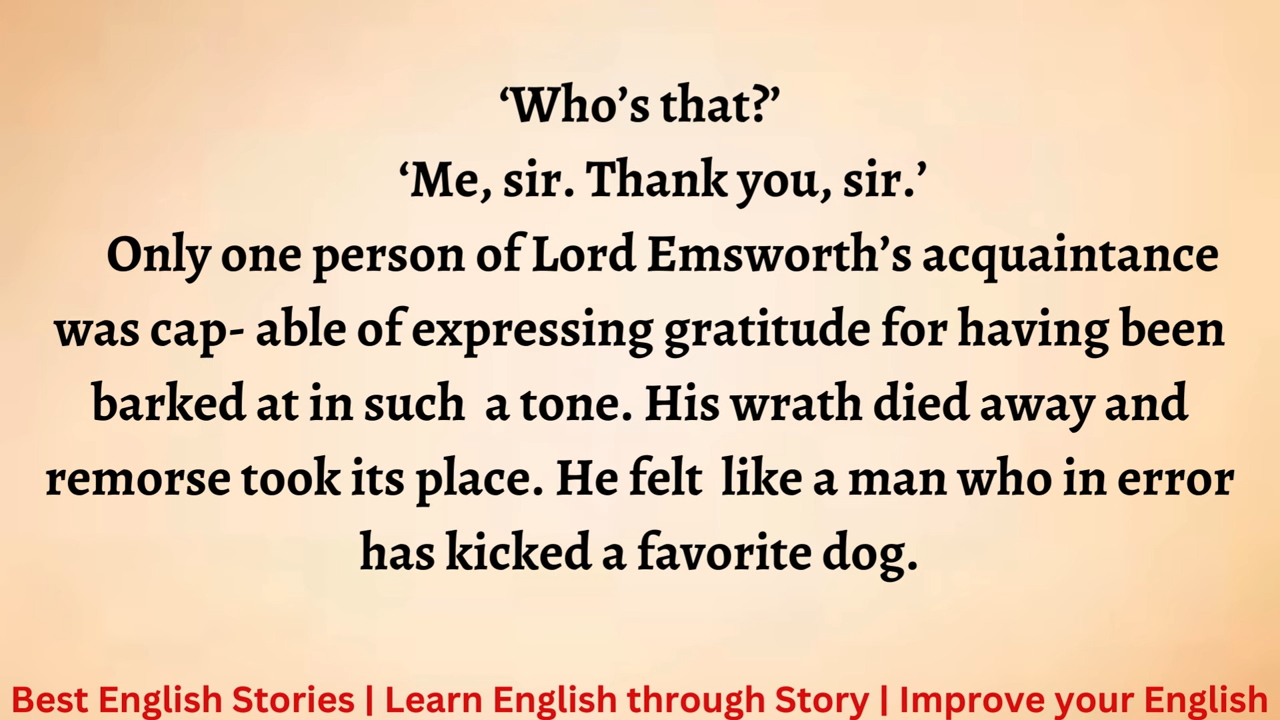 ‘Who’s that?’
‘Me, sir. Thank you, sir.’
Only one person of Lord Emsworth’s acquaintance
was cap- able of expressing gratitude for having been
barked at in such  a tone. His wrath died away and
remorse took its place. He felt  like a man who in error
has kicked a favorite dog.
Best English Stories | Learn English through Story | Improve your English